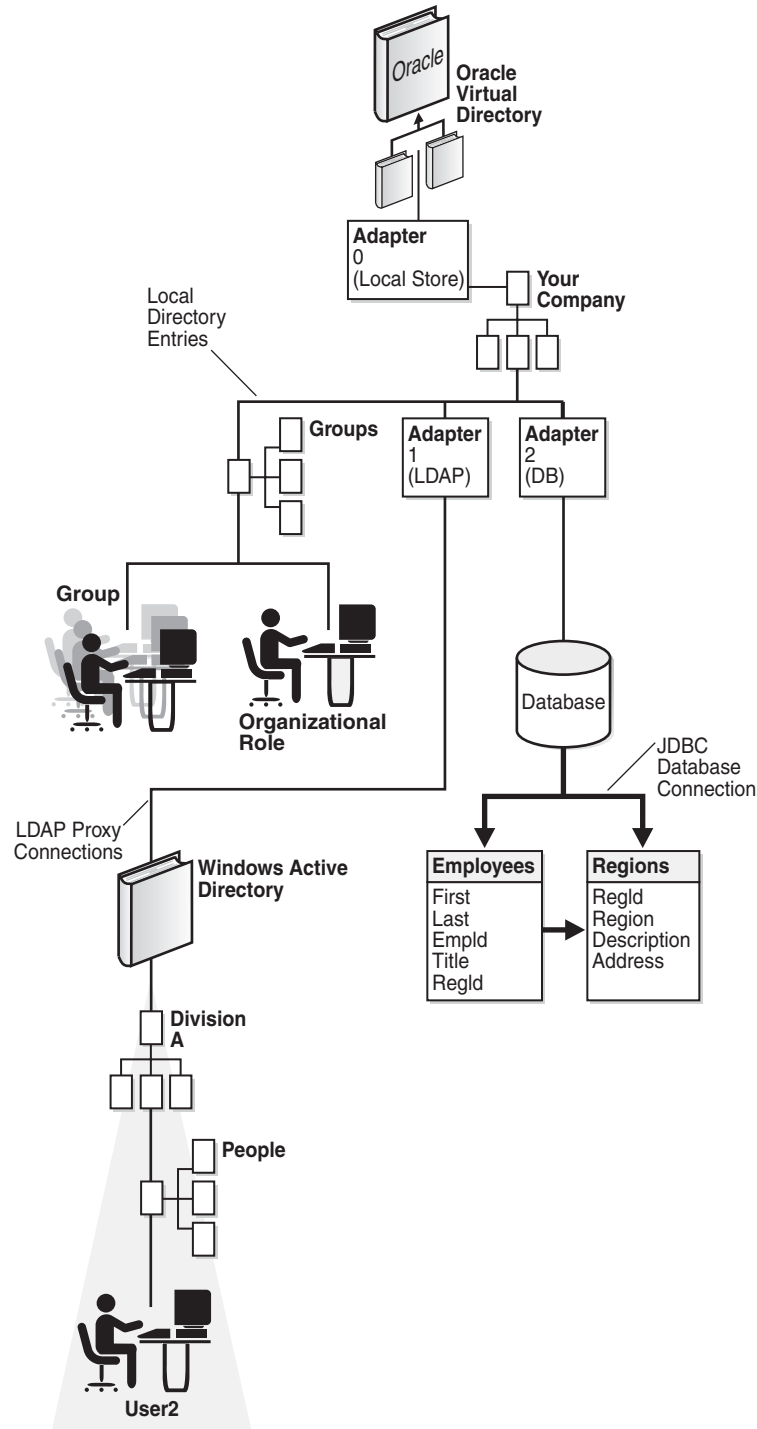 Oracle
Oracle
Virtual
Directory
Adapter
0
(Local Store)
Your
Company
Local
Directory
Entries
Groups
Adapter
1
(LDAP)
Adapter
2
(DB)
Group
Organizational
Role
Database
JDBC
Database
Connection
LDAP Proxy
Connections
Windows Active
Directory
Employees
First
Last
EmpId
Title
RegId
Regions
RegId
Region
Description
Address
Division
A
People
User2